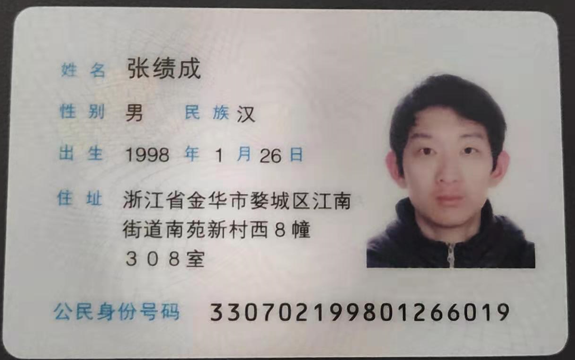 姓名 张绩成
性别 男 民族 汉
出生 1998 年 1 月 26 日
住址 浙江省金华市婺城区江南
街道南苑新村西8幢
308室
公民身份号码 330702199801266019